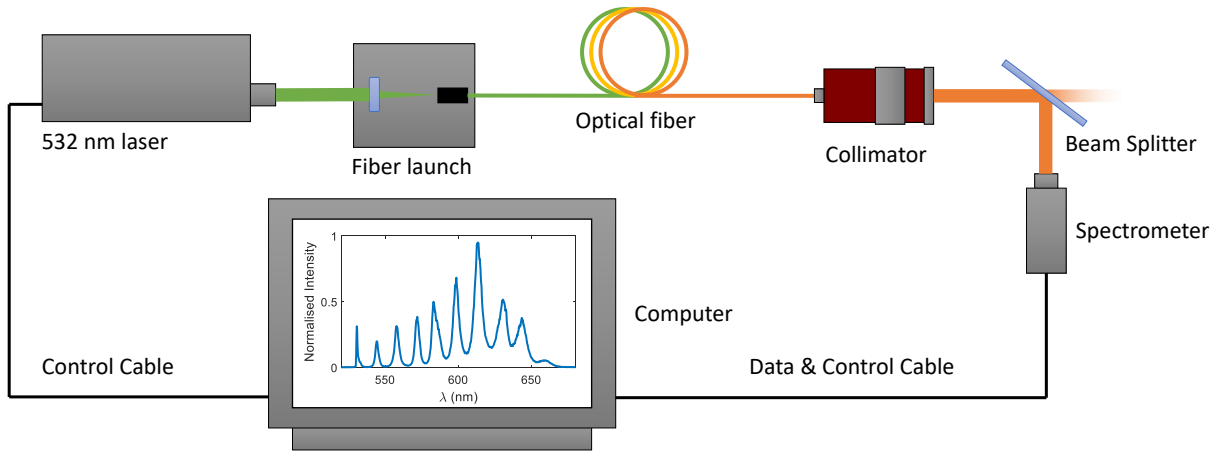 532 nm laser
Fiber launch
Optical fiber
Collimator
Beam Splitter
Spectrometer
Computer
Control Cable
Data & Control Cable
Normalised Intensity
1
0.5
0
550
600
650
λ (nm)